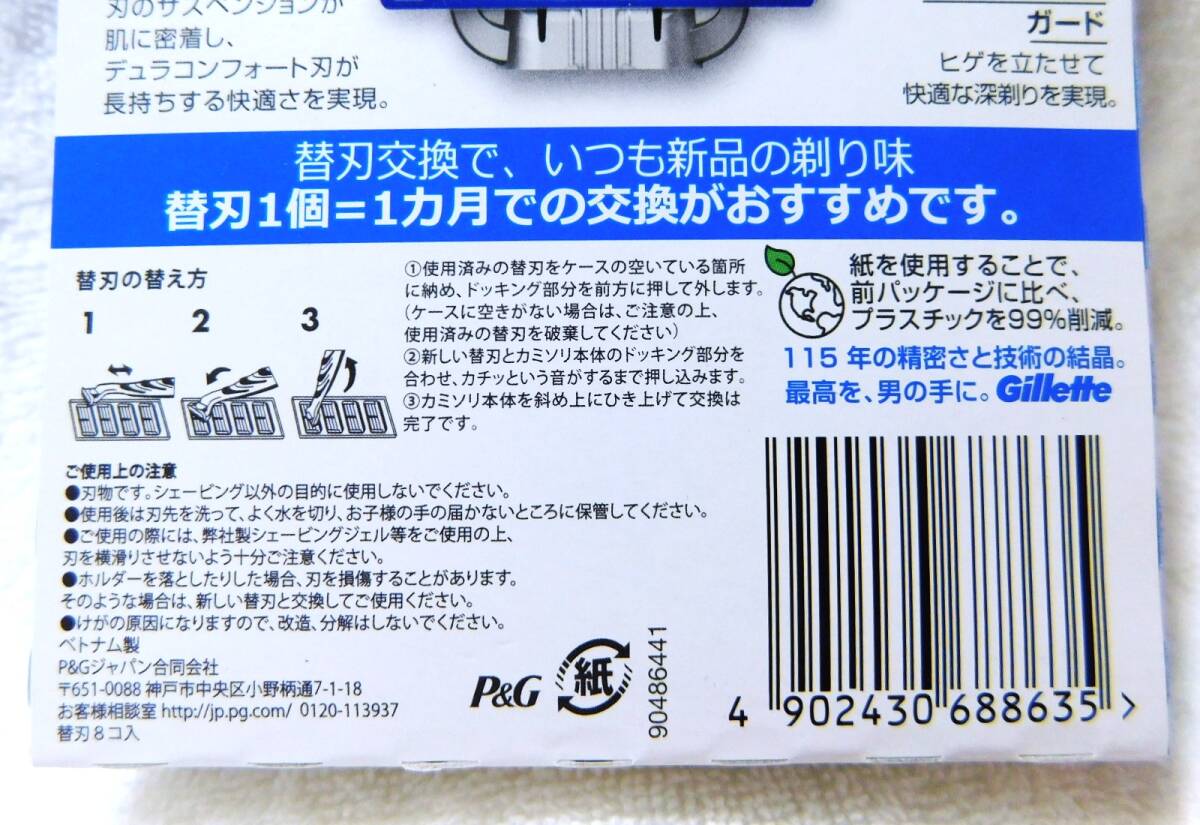 刃のサスペンションが
肌に密着し、
デュラコンフォート刃が
長持ちする快適さを実現。
ガード
ヒゲを立たせて
快適な深剃りを実現。
替刃交換で、いつも新品の剃り味
替刃1個=1カ月での交換がおすすめです。
替刃の替え方
1 2 3
①使用済みの替刃をケースの空いている箇所
に納め、ドッキング部分を前方に押して外します。
(ケースに空きがない場合は、ご注意の上、
使用済みの替刃を破棄してください)
②新しい替刃とカミソリ本体のドッキング部分を
合わせ、カチッという音がするまで押し込みます。
③カミソリ本体を斜め上にひき上げて交換は
完了です。
紙を使用することで、
前パッケージに比べ、
プラスチックを99%削減。
115 年の精密さと技術の結晶。
最高を、男の手に。Gillette
ご使用上の注意
●刃物です。シェービング以外の目的に使用しないでください。
●使用後は刃先を洗って、よく水を切り、お子様の手の届かないところに保管してください。
●ご使用の際には、弊社製シェービングジェル等をご使用の上、
刃を横滑りさせないよう十分ご注意ください。
●ホルダーを落としたりした場合、刃を損傷することがあります。
そのような場合は、新しい替刃と交換してご使用ください。
●けがの原因になりますので、改造、分解はしないでください。
ベトナム製
P&Gジャパン合同会社
〒651-0088 神戸市中央区小野柄通7-1-18
お客様相談室 http://jp.pg.com/ 0120-113937
替刃8コ入
P&G
紙
90486441
4 902430 688635 >